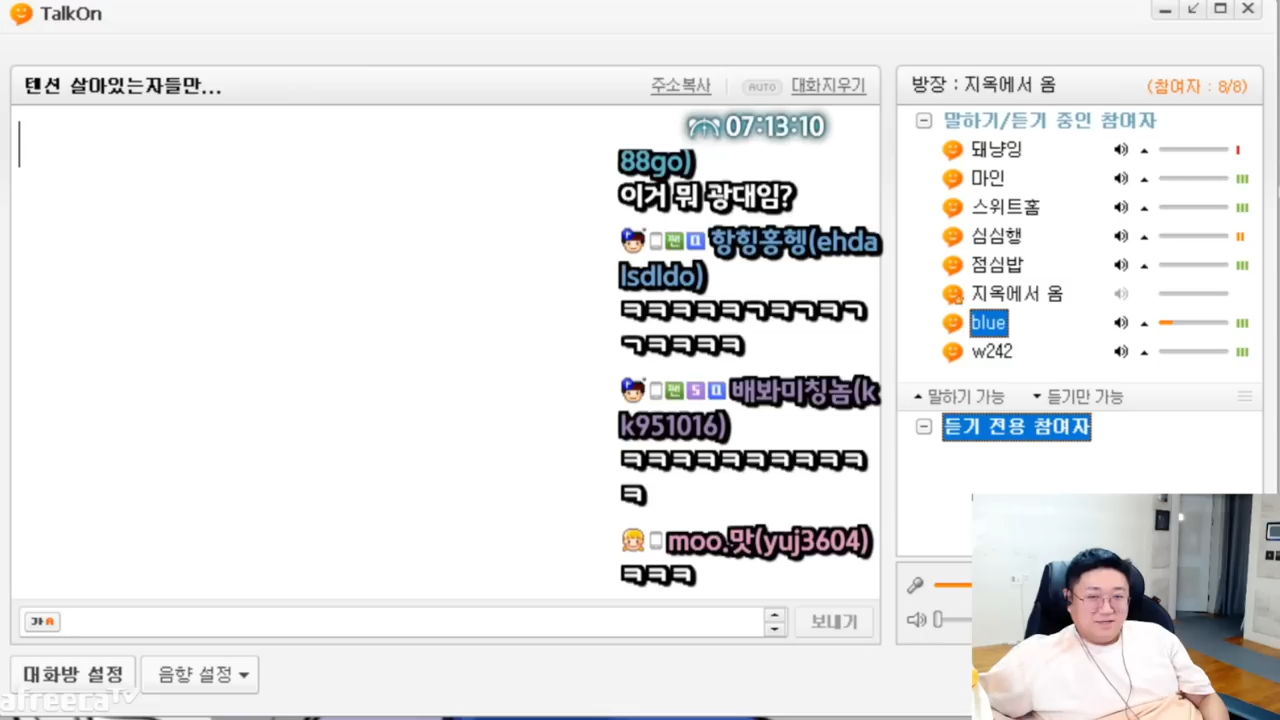 TalkOn
텐션 살아있는자들만...
주소복사
AUTO
대화지우기
07:13:10
88go)
이거 뭐 광대임?
팬
항힝홍헹(ehda
lsdldo)
ㅋㅋㅋㅋㅋㄱㅋㄱㅋㄱ
ㄱㅋㅋㅋㅋ
팬 S
배봐미칭놈(k
k951016)
ㅋㅋㅋㅋㅋㅋㅋㅋㅋㅋ
ㅋ
moo.맛(yuj3604)
ㅋㅋㅋ
가A
보내기
대화방 설정
음향 설정
afreecaTV
방장 : 지옥에서 옴
(참여자 : 8/8)
말하기/듣기 중인 참여자
돼냥잉
마인
스위트홈
심심행
점심밥
지옥에서 옴
blue
w242
말하기 가능
듣기만 가능
듣기 전용 참여자